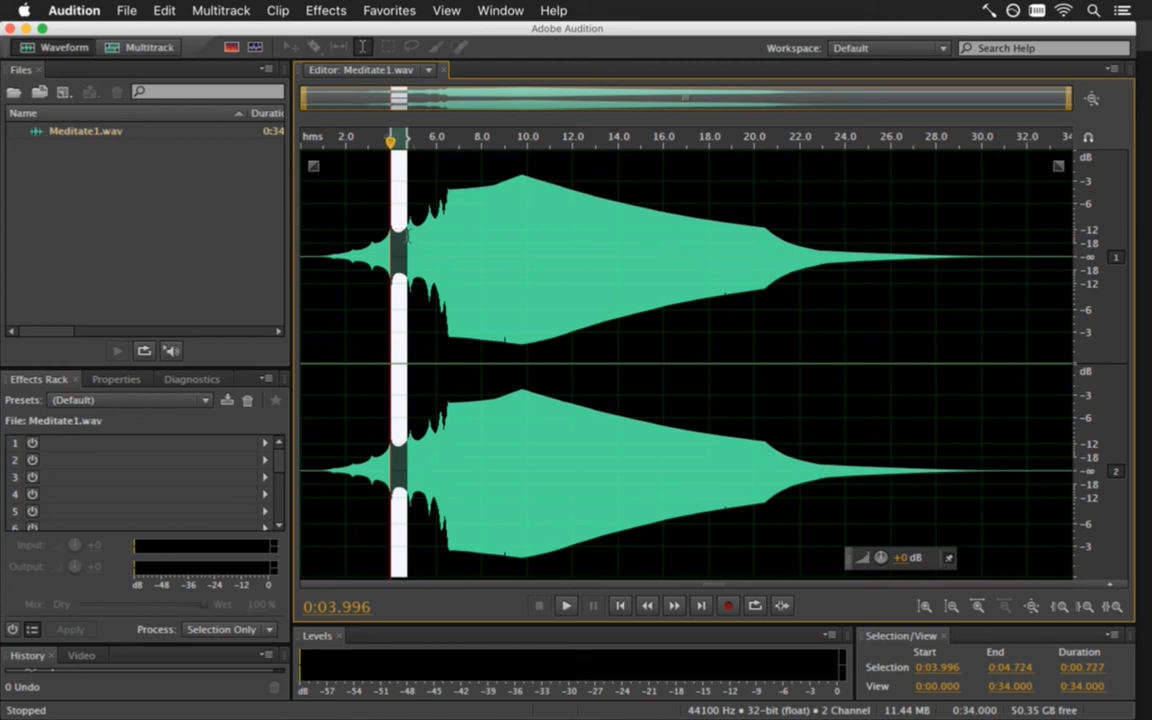 Audition File Edit Multitrack Clip Effects Favorites View Window Help
Adobe Audition
Waveform Multitrack Workspace: Default Search Help
Files Editor: Meditate1.wav
Name Duratic
Meditate1.wav 0:34
hms 2.0 6.0 8.0 10.0 12.0 14.0 16.0 18.0 20.0 22.0 24.0 26.0 28.0 30.0 32.0 34
dB
-3
-6
-12
-18
-∞ 1
-18
-12
-6
-3
dB
-3
-6
-12
-18
-∞ 2
-18
-12
-6
-3
Effects Rack Properties Diagnostics
Presets: (Default)
File: Meditate1.wav
1
2
3
4
5
6
Input: +0
Output: +0
dB -48 -36 -24 -12 0
Mix: Dry Wet 100 %
Apply Process: Selection Only
+0 dB
0:03.996
History Video
0 Undo
Levels
dB -57 -54 -51 -48 -45 -42 -39 -36 -33 -30 -27 -24 -21 -18 -15 -12 -9 -6 -3 0
Selection/View
Start End Duration
Selection 0:03.996 0:04.724 0:00.727
View 0:00.000 0:34.000 0:34.000
Stopped 44100 Hz • 32-bit (float) • 2 Channel 11.44 MB 0:34.000 50.35 GB free